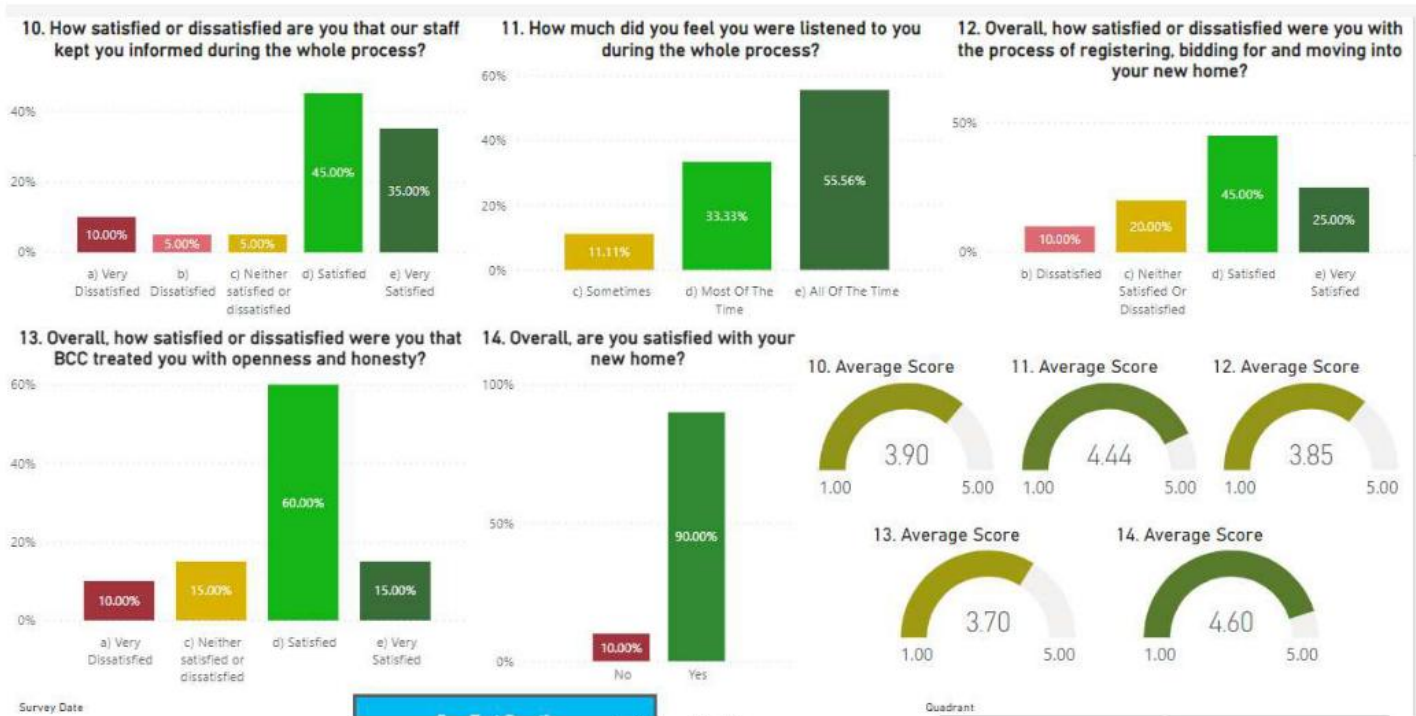 10. How satisfied or dissatisfied are you that our staff
kept you informed during the whole process?
40%
20%
0%
10.00%
5.00%
5.00%
45.00%
35.00%
a) Very
Dissatisfied
b)
Dissatisfied
c) Neither
satisfied or
dissatisfied
d) Satisfied
e) Very
Satisfied
11. How much did you feel you were listened to you
during the whole process?
60%
40%
20%
0%
11.11%
33.33%
55.56%
c) Sometimes
d) Most Of The
Time
e) All Of The Time
12. Overall, how satisfied or dissatisfied were you with
the process of registering, bidding for and moving into
your new home?
50%
0%
10.00%
20.00%
45.00%
25.00%
b) Dissatisfied
c) Neither
Satisfied Or
Dissatisfied
d) Satisfied
e) Very
Satisfied
13. Overall, how satisfied or dissatisfied were you that
BCC treated you with openness and honesty?
60%
40%
20%
0%
10.00%
15.00%
60.00%
15.00%
a) Very
Dissatisfied
c) Neither
satisfied or
dissatisfied
d) Satisfied
e) Very
Satisfied
14. Overall, are you satisfied with your
new home?
100%
50%
0%
10.00%
90.00%
No
Yes
10. Average Score
3.90
1.00
5.00
11. Average Score
4.44
1.00
5.00
12. Average Score
3.85
1.00
5.00
13. Average Score
3.70
1.00
5.00
14. Average Score
4.60
1.00
5.00
Survey Date
Quadrant